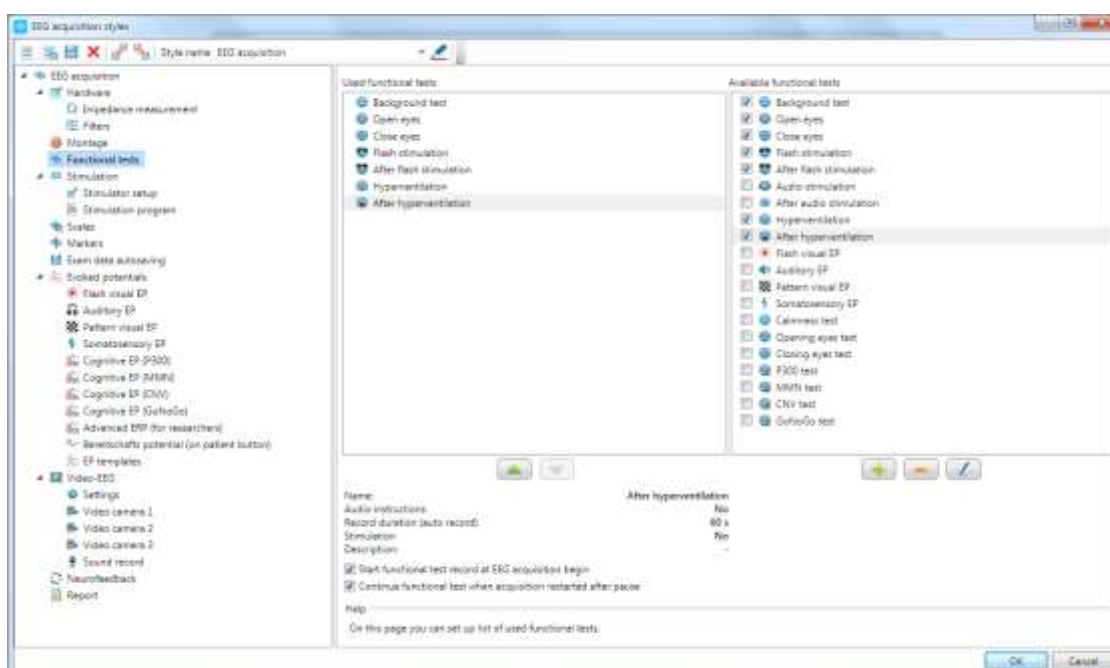 EEG acquisition styles
Style name: EEG acquisition
EEG acquisition
Hardware
Impedance measurement
Filters
Montage
Functional tests
Stimulation
Stimulator setup
Stimulation program
Scales
Markers
Exam data autosaving
Evoked potentials
Flash visual EP
Auditory EP
Pattern visual EP
Somatosensory EP
Cognitive EP (P300)
Cognitive EP (MMN)
Cognitive EP (CNV)
Cognitive EP (GoNoGo)
Advanced ERP (for researchers)
Bereitschafts potential (on patient button)
EP templates
Video-EEG
Settings
Video camera 1
Video camera 2
Video camera 3
Sound record
Neurofeedback
Report
Used functional tests
Background test
Open eyes
Close eyes
Flash stimulation
After flash stimulation
Hyperventilation
After hyperventilation
Available functional tests
Background test
Open eyes
Close eyes
Flash stimulation
After flash stimulation
Audio stimulation
After audio stimulation
Hyperventilation
After hyperventilation
Flash visual EP
Auditory EP
Pattern visual EP
Somatosensory EP
Calmness test
Opening eyes test
Closing eyes test
P300 test
MMN test
CNV test
GoNoGo test
Name: After hyperventilation
Audio instructions: No
Record duration (auto record): 60 s
Stimulation: No
Description: -
Start functional test record at EEG acquisition begin
Continue functional test when acquisition restarted after pause
Help
On this page you can set up list of used functional tests.
OK Cancel